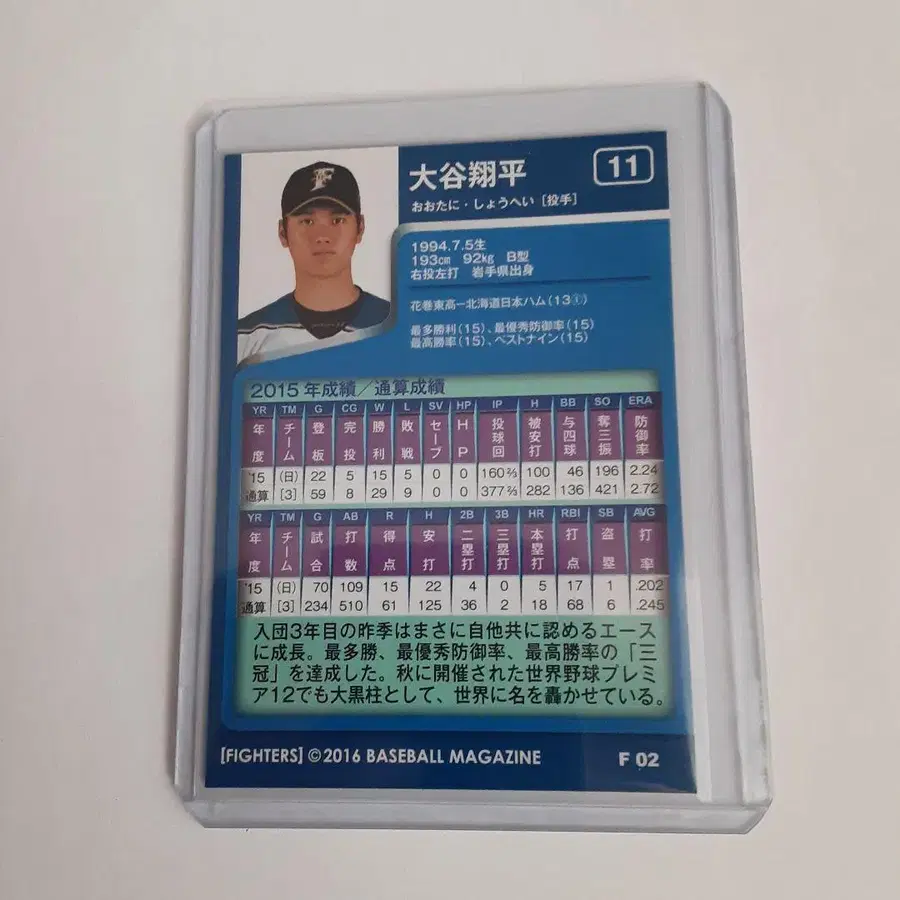 F
大谷翔平
11
おおたに・しょうへい [投手]
1994.7.5生
193cm 92kg B型
右投左打 岩手県出身
花巻東高ー北海道日本ハム(13①)
最多勝利(15)、最優秀防御率(15)
最高勝率(15)、ベストナイン(15)
2015年成績/通算成績
YR TM G CG W L SV HP IP H BB SO ERA
年度 チーム 登板 完投 勝利 敗戦 セーブ HP 投球回 被安打 与四球 奪三振 防御率
'15 (日) 22 5 15 5 0 0 160⅔ 100 46 196 2.24
通算 [3] 59 8 29 9 0 0 377⅔ 282 136 421 2.72
YR TM G AB R H 2B 3B HR RBI SB AVG
年度 チーム 試合 打数 得点 安打 二塁打 三塁打 本塁打 打点 盗塁 打率
'15 (日) 70 109 15 22 4 0 5 17 1 .202
通算 [3] 234 510 61 125 36 2 18 68 6 .245
入団3年目の昨季はまさに自他共に認めるエース
に成長。最多勝、最優秀防御率、最高勝率の「三
冠」を達成した。秋に開催された世界野球プレミ
ア12でも大黒柱として、世界に名を轟かせている。
[FIGHTERS] ©2016 BASEBALL MAGAZINE
F 02